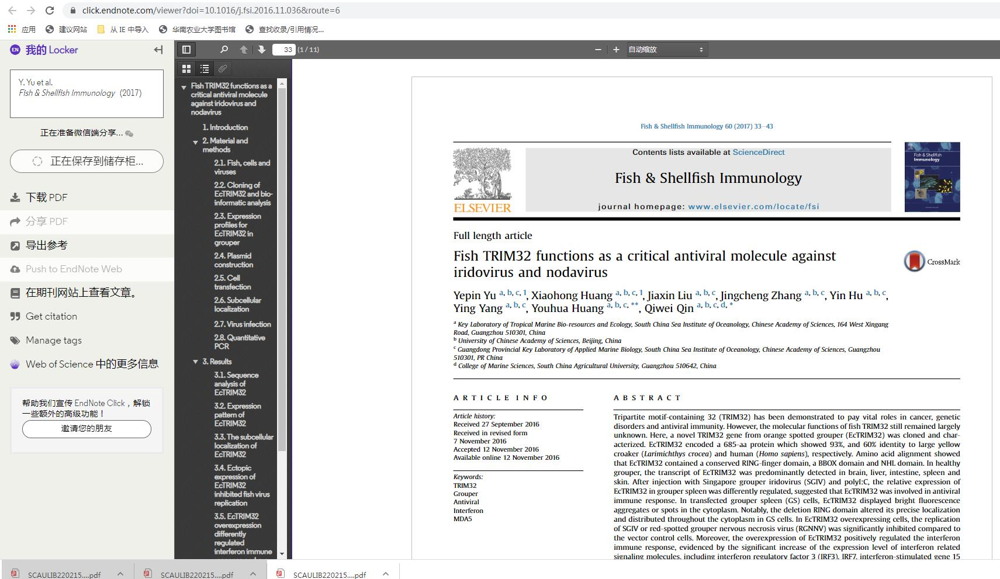 click.endnote.com/viewer?doi=10.1016/j.fsi.2016.11.036&route=6
应用 建议网站 从 IE 中导入 华南农业大学图书馆 查找收录/引用情况...
EN 我的 Locker
Y. Yu et al.
Fish & Shellfish Immunology (2017)
正在准备微信端分享...
正在保存到储存柜...
下载 PDF
分享 PDF
导出参考
Push to EndNote Web
在期刊网站上查看文章。
Get citation
Manage tags
Web of Science 中的更多信息
帮助我们宣传 EndNote Click，解锁
一些额外的高级功能！
邀请您的朋友
33 (1 / 11)
自动缩放
Fish TRIM32 functions as a
critical antiviral molecule
against iridovirus and
nodavirus
1. Introduction
2. Material and
methods
2.1. Fish, cells and
viruses
2.2. Cloning of
EcTRIM32 and bio-
informatic analysis
2.3. Expression
profiles for
EcTRIM32 in
grouper
2.4. Plasmid
construction
2.5. Cell
transfection
2.6. Subcellular
localization
2.7. Virus infection
2.8. Quantitative
PCR
3. Results
3.1. Sequence
analysis of
EcTRIM32
3.2. Expression
pattern of
EcTRIM32
3.3. The subcellular
localization of
EcTRIM32
3.4. Ectopic
expression of
EcTRIM32
inhibited fish virus
replication
3.5. EcTRIM32
overexpression
differently
regulated
interferon immune
Fish & Shellfish Immunology 60 (2017) 33–43
Contents lists available at ScienceDirect
Fish & Shellfish Immunology
journal homepage: www.elsevier.com/locate/fsi
ELSEVIER
Fish & Shellfish
Immunology
Full length article
Fish TRIM32 functions as a critical antiviral molecule against
iridovirus and nodavirus
CrossMark
Yepin Yu a, b, c, 1, Xiaohong Huang a, b, c, 1, Jiaxin Liu a, b, c, Jingcheng Zhang a, b, c, Yin Hu a, b, c,
Ying Yang a, b, c, Youhua Huang a, b, c, **, Qiwei Qin a, b, c, d, *
a Key Laboratory of Tropical Marine Bio-resources and Ecology, South China Sea Institute of Oceanology, Chinese Academy of Sciences, 164 West Xingang
Road, Guangzhou 510301, China
b University of Chinese Academy of Sciences, Beijing, China
c Guangdong Provincial Key Laboratory of Applied Marine Biology, South China Sea Institute of Oceanology, Chinese Academy of Sciences, Guangzhou
510301, PR China
d College of Marine Sciences, South China Agricultural University, Guangzhou 510642, China
ARTICLE INFO
Article history:
Received 27 September 2016
Received in revised form
7 November 2016
Accepted 12 November 2016
Available online 12 November 2016
Keywords:
TRIM32
Grouper
Antiviral
Interferon
MDA5
ABSTRACT
Tripartite motif-containing 32 (TRIM32) has been demonstrated to pay vital roles in cancer, genetic
disorders and antiviral immunity. However, the molecular functions of fish TRIM32 still remained largely
unknown. Here, a novel TRIM32 gene from orange spotted grouper (EcTRIM32) was cloned and char-
acterized. EcTRIM32 encoded a 685-aa protein which showed 93%, and 60% identity to large yellow
croaker (Larimichthys crocea) and human (Homo sapiens), respectively. Amino acid alignment showed
that EcTRIM32 contained a conserved RING-finger domain, a BBOX domain and NHL domain. In healthy
grouper, the transcript of EcTRIM32 was predominantly detected in brain, liver, intestine, spleen and
skin. After injection with Singapore grouper iridovirus (SGIV) and polyI:C, the relative expression of
EcTRIM32 in grouper spleen was differently regulated, suggested that EcTRIM32 was involved in antiviral
immune response. In transfected grouper spleen (GS) cells, EcTRIM32 displayed bright fluorescence
aggregates or spots in the cytoplasm. Notably, the deletion RING domain altered its precise localization
and distributed throughout the cytoplasm in GS cells. In EcTRIM32 overexpressing cells, the replication
of SGIV or red-spotted grouper nervous necrosis virus (RGNNV) was significantly inhibited compared to
the vector control cells. Moreover, the overexpression of EcTRIM32 positively regulated the interferon
immune response, evidenced by the significant increase of the expression level of interferon related
signaling molecules, including interferon regulatory factor 3 (IRF3), IRF7, interferon-stimulated gene 15
SCAULIB220215....pdf SCAULIB220215....pdf SCAULIB220215....pdf